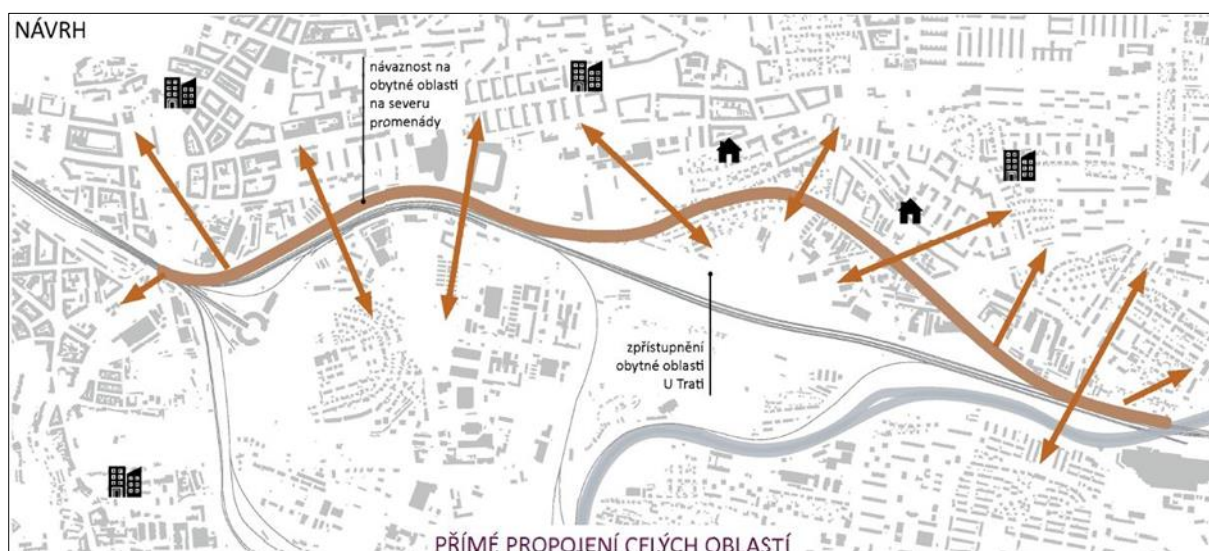 NÁVRH
návaznost na
obytné oblasti
na severu
promenády
zpřístupnění
obytné oblasti
U Trati
PŘÍMÉ PROPOJENÍ CELÝCH OBLASTÍ